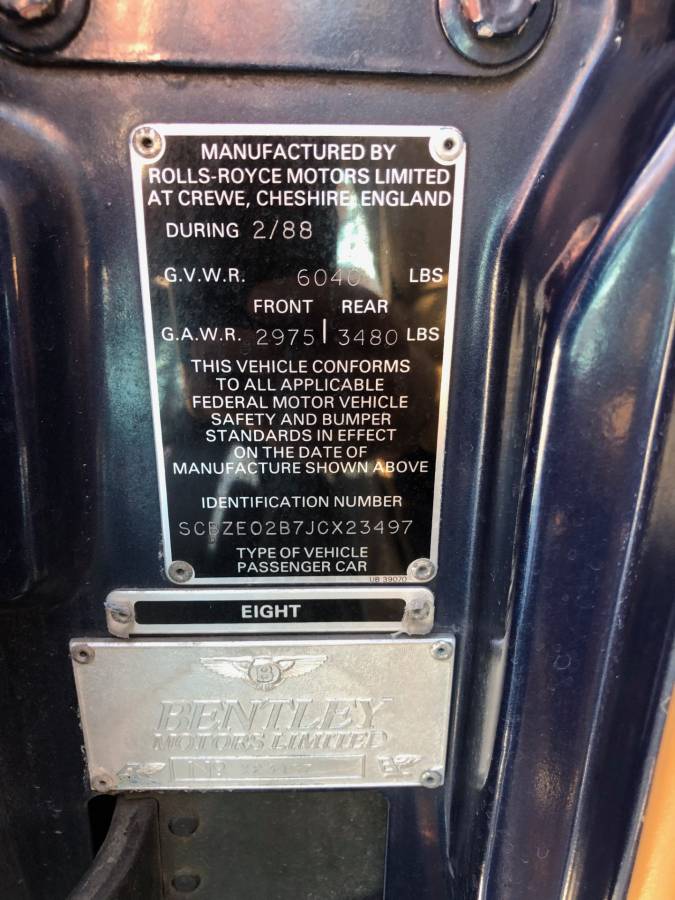 MANUFACTURED BY
ROLLS-ROYCE MOTORS LIMITED
AT CREWE, CHESHIRE, ENGLAND
DURING 2/88
G.V.W.R. 6040 LBS
FRONT REAR
G.A.W.R. 2975 | 3480 LBS
THIS VEHICLE CONFORMS
TO ALL APPLICABLE
FEDERAL MOTOR VEHICLE
SAFETY AND BUMPER
STANDARDS IN EFFECT
ON THE DATE OF
MANUFACTURE SHOWN ABOVE
IDENTIFICATION NUMBER
SCBZE02B7JCX23497
TYPE OF VEHICLE
PASSENGER CAR
UB 39070
EIGHT
B
BENTLEY
MOTORS LIMITED
NR